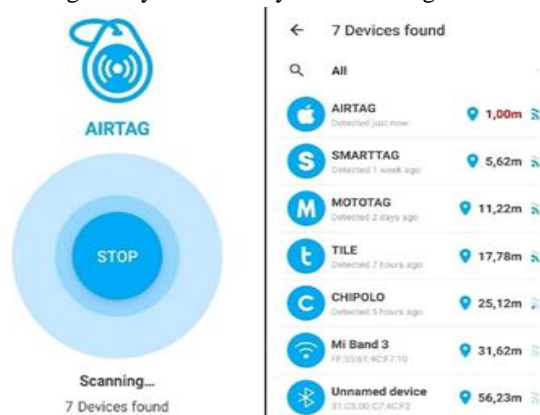 AIRTAG
STOP
Scanning...
7 Devices found
7 Devices found
All
AIRTAG
Detected just now
1,00m
SMARTTAG
Detected 1 week ago
5,62m
MOTOTAG
Detected 2 days ago
11,22m
TILE
Detected 7 hours ago
17,78m
CHIPOLO
Detected 5 hours ago
25,12m
Mi Band 3
31,62m
Unnamed device
56,23m